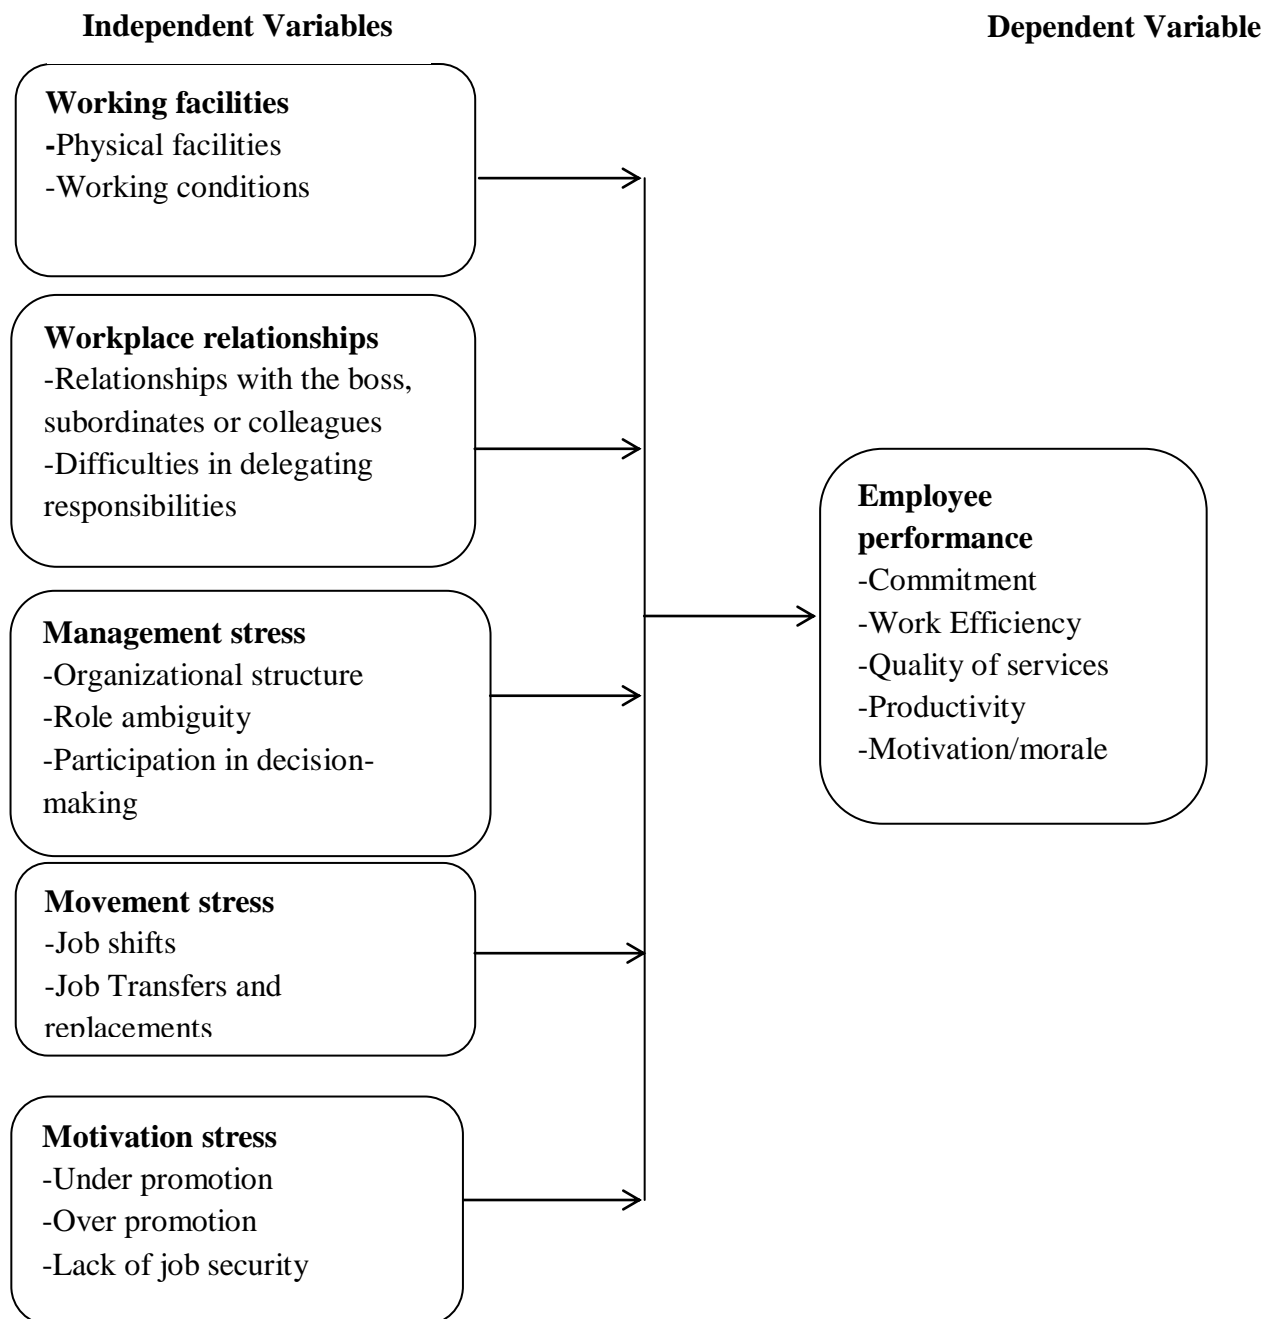 Independent Variables
Dependent Variable
Working facilities
-Physical facilities
-Working conditions
Workplace relationships
-Relationships with the boss,
subordinates or colleagues
-Difficulties in delegating
responsibilities
Management stress
-Organizational structure
-Role ambiguity
-Participation in decision-
making
Movement stress
-Job shifts
-Job Transfers and
replacements
Motivation stress
-Under promotion
-Over promotion
-Lack of job security
Employee
performance
-Commitment
-Work Efficiency
-Quality of services
-Productivity
-Motivation/morale